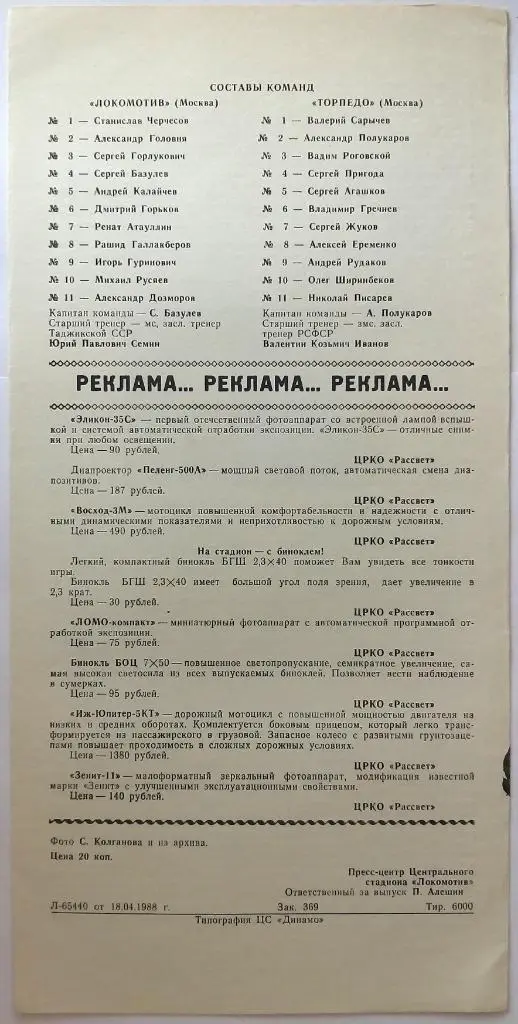 СОСТАВЫ КОМАНД
«ЛОКОМОТИВ» (Москва)
№ 1 — Станислав Черчесов
№ 2 — Александр Головня
№ 3 — Сергей Горлукович
№ 4 — Сергей Базулев
№ 5 — Андрей Калайчев
№ 6 — Дмитрий Горьков
№ 7 — Ренат Атауллин
№ 8 — Рашид Галлакберов
№ 9 — Игорь Гуринович
№ 10 — Михаил Русяев
№ 11 — Александр Дозморов
Капитан команды — С. Базулев
Старший тренер — мс, засл. тренер
Таджикской ССР
Юрий Павлович Семин
«ТОРПЕДО» (Москва)
№ 1 — Валерий Сарычев
№ 2 — Александр Полукаров
№ 3 — Вадим Роговской
№ 4 — Сергей Пригода
№ 5 — Сергей Агашков
№ 6 — Владимир Гречнев
№ 7 — Сергей Жуков
№ 8 — Алексей Еременко
№ 9 — Андрей Рудаков
№ 10 — Олег Ширинбеков
№ 11 — Николай Писарев
Капитан команды — А. Полукаров
Старший тренер — змс. засл.
тренер РСФСР
Валентин Козьмич Иванов
РЕКЛАМА... РЕКЛАМА... РЕКЛАМА...
«Эликон-35С» — первый отечественный фотоаппарат со встроенной лампой-вспыш-
кой и системой автоматической отработки экспозиции. «Эликон-35С» — отличные сним-
ки при любом освещении.
Цена — 90 рублей.
ЦРКО «Рассвет»
Диапроектор «Пеленг-500А» — мощный световой поток, автоматическая смена диа-
позитивов.
Цена — 187 рублей.
ЦРКО «Рассвет»
«Восход-3М» — мотоцикл повышенной комфортабельности и надежности с отлич-
ными динамическими показателями и неприхотливостью к дорожным условиям.
Цена — 490 рублей.
ЦРКО «Рассвет»
На стадион — с биноклем!
Легкий, компактный бинокль БГШ 2,3×40 поможет Вам увидеть все тонкости
игры.
Бинокль БГШ 2,3×40 имеет большой угол поля зрения, дает увеличение в
2,3 крат.
Цена — 30 рублей.
ЦРКО «Рассвет»
«ЛОМО-компакт» — миниатюрный фотоаппарат с автоматической программной от-
работкой экспозиции.
Цена — 75 рублей.
ЦРКО «Рассвет»
Бинокль БОЦ 7×50 — повышенное светопропускание, семикратное увеличение, са-
мая высокая светосила из всех выпускаемых биноклей. Позволяет вести наблюдение
в сумерках.
Цена — 95 рублей.
ЦРКО «Рассвет»
«Иж-Юпитер-5КТ» — дорожный мотоцикл с повышенной мощностью двигателя на
низких и средних оборотах. Комплектуется боковым прицепом, который легко транс-
формируется из пассажирского в грузовой. Запасное колесо с развитыми грунтозаце-
пами повышает проходимость в сложных дорожных условиях.
Цена — 1380 рублей.
ЦРКО «Рассвет»
«Зенит-11» — малоформатный зеркальный фотоаппарат, модификация известной
марки «Зенит» с улучшенными эксплуатационными свойствами.
Цена — 140 рублей.
ЦРКО «Рассвет»
Фото С. Колганова и из архива.
Цена 20 коп.
Пресс-центр Центрального
стадиона «Локомотив»
Ответственный за выпуск П. Алешин
Л-65440 от 18.04.1988 г. Зак. 369 Тир. 6000
Типография ЦС «Динамо»